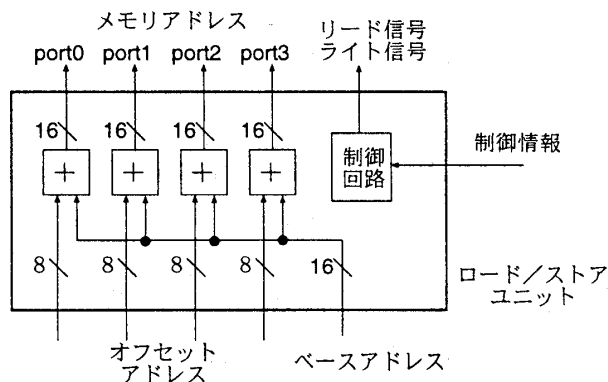 メモリアドレス
port0 port1 port2 port3
リード信号
ライト信号
16 16 16 16
+ + + +
制御
回路
制御情報
8 8 8 8 16
ロード／ストア
ユニット
オフセット
アドレス
ベースアドレス